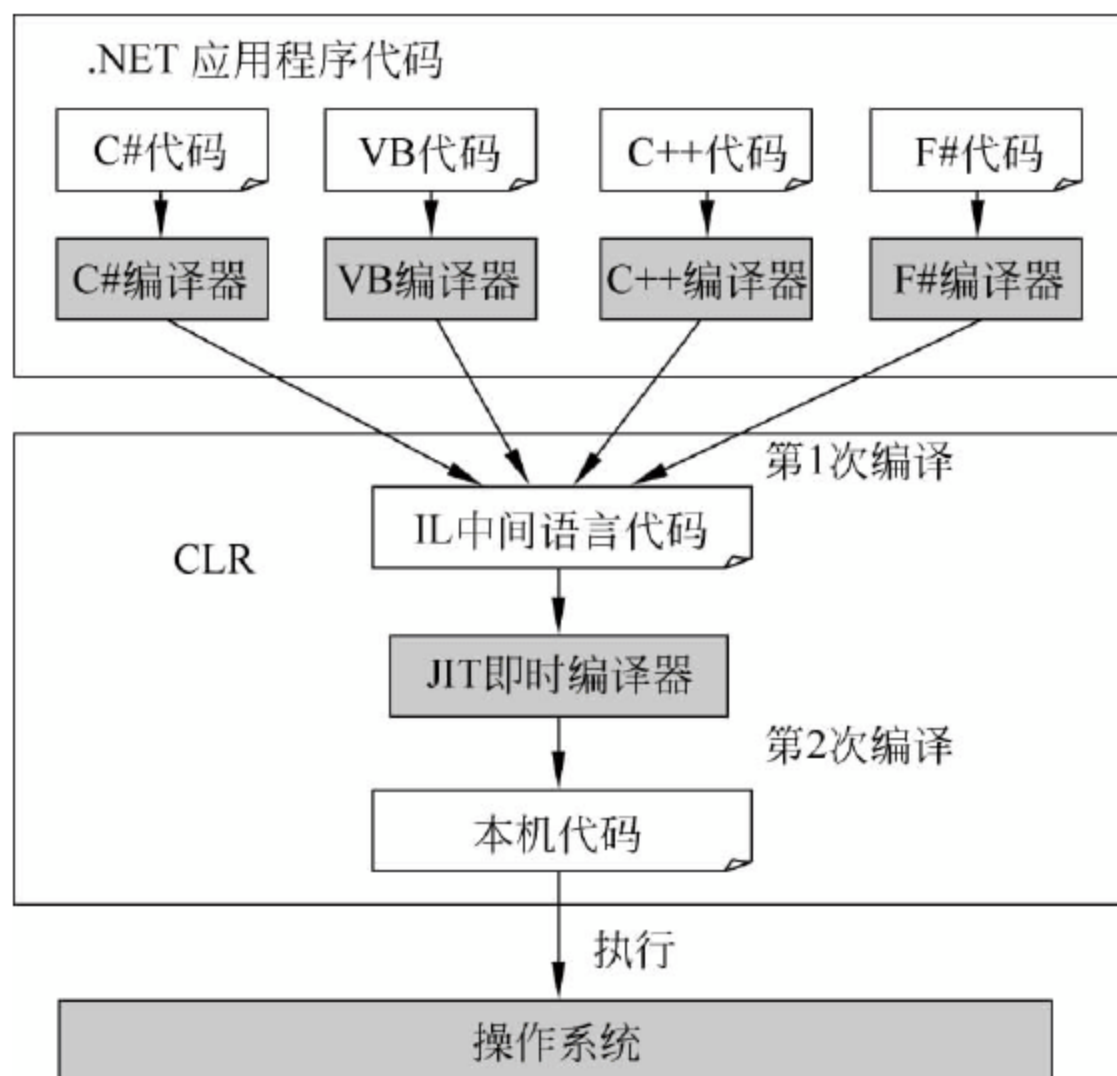 .NET 应用程序代码
C#代码
VB代码
C++代码
F#代码
C#编译器
VB编译器
C++编译器
F#编译器
第1次编译
IL中间语言代码
CLR
JIT即时编译器
第2次编译
本机代码
执行
操作系统